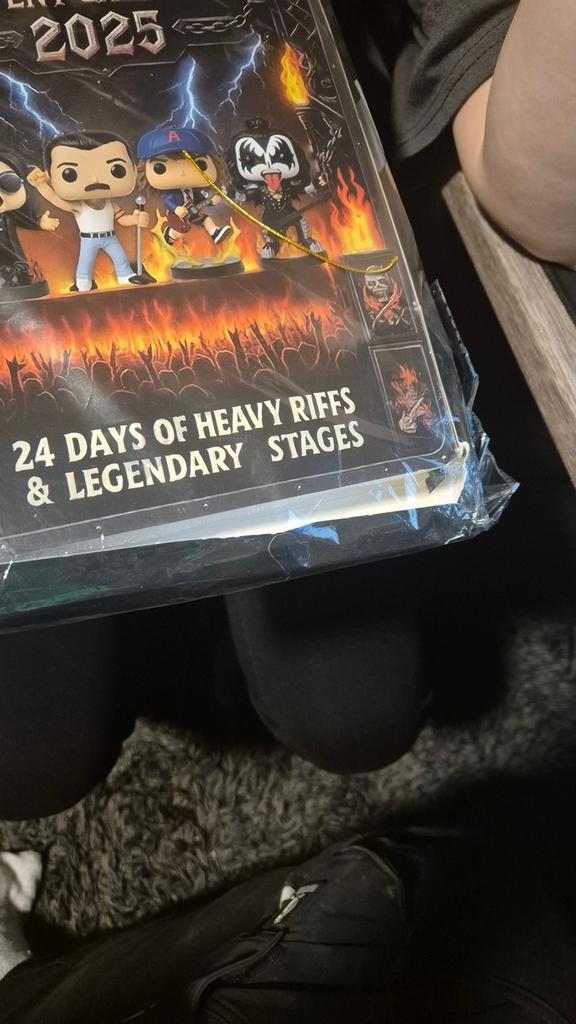 2025
A
24 DAYS OF HEAVY RIFFS
& LEGENDARY STAGES